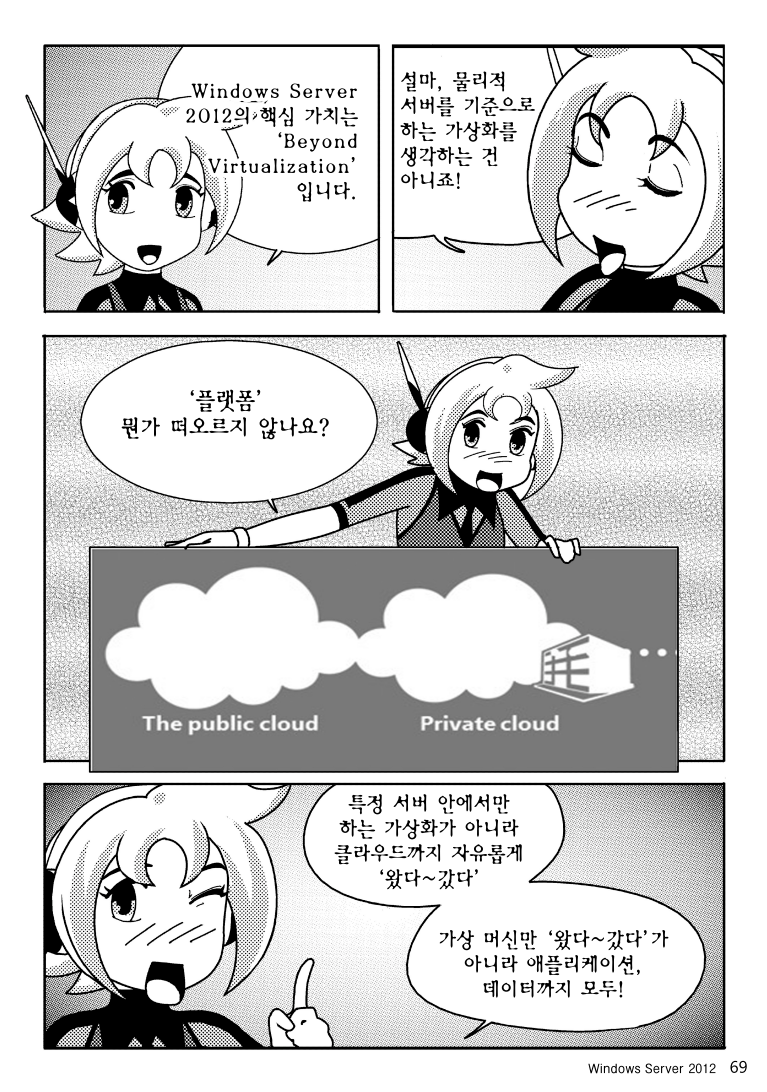 Windows Server
2012의 핵심 가치는
'Beyond
Virtualization'
입니다.
설마, 물리적
서버를 기준으로
하는 가상화를
생각하는 건
아니죠!
'플랫폼'
뭔가 떠오르지 않나요?
The public cloud
Private cloud
특정 서버 안에서만
하는 가상화가 아니라
클라우드까지 자유롭게
'왔다~갔다'
가상 머신만 '왔다~갔다'가
아니라 애플리케이션,
데이터까지 모두!
Windows Server 2012 69